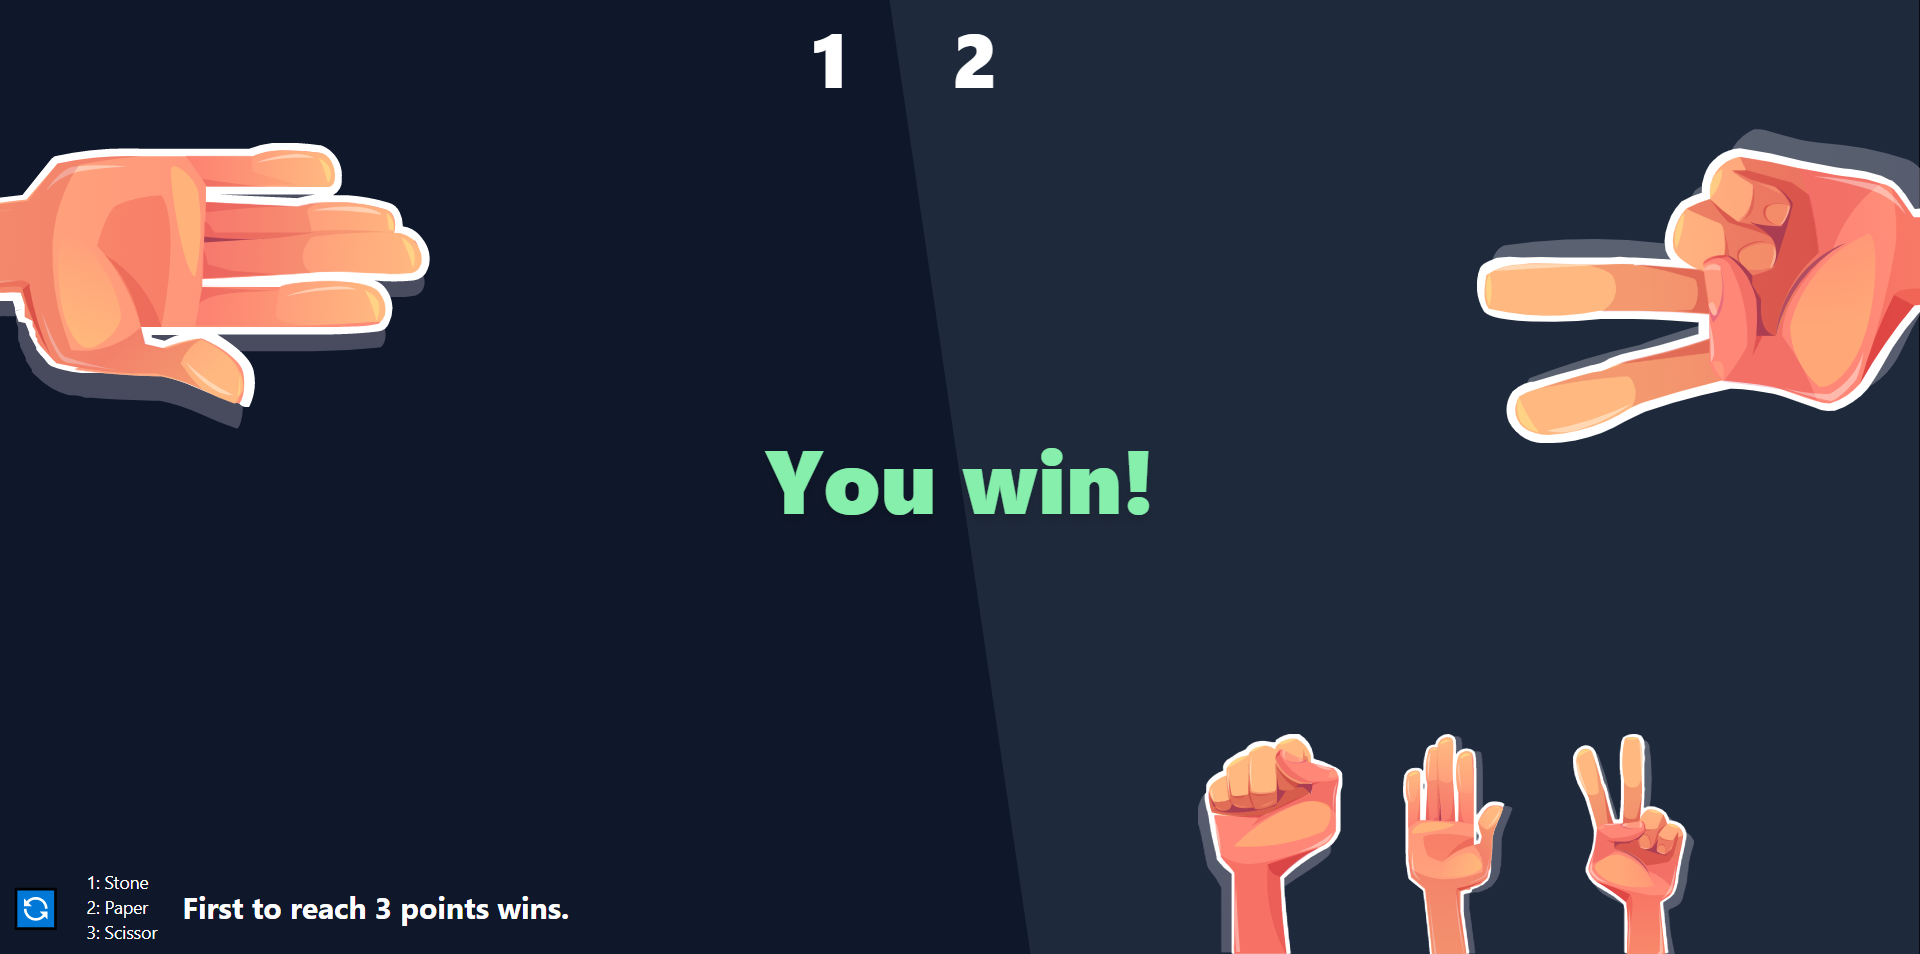 1 2
You win!
1: Stone
2: Paper
3: Scissor
First to reach 3 points wins.